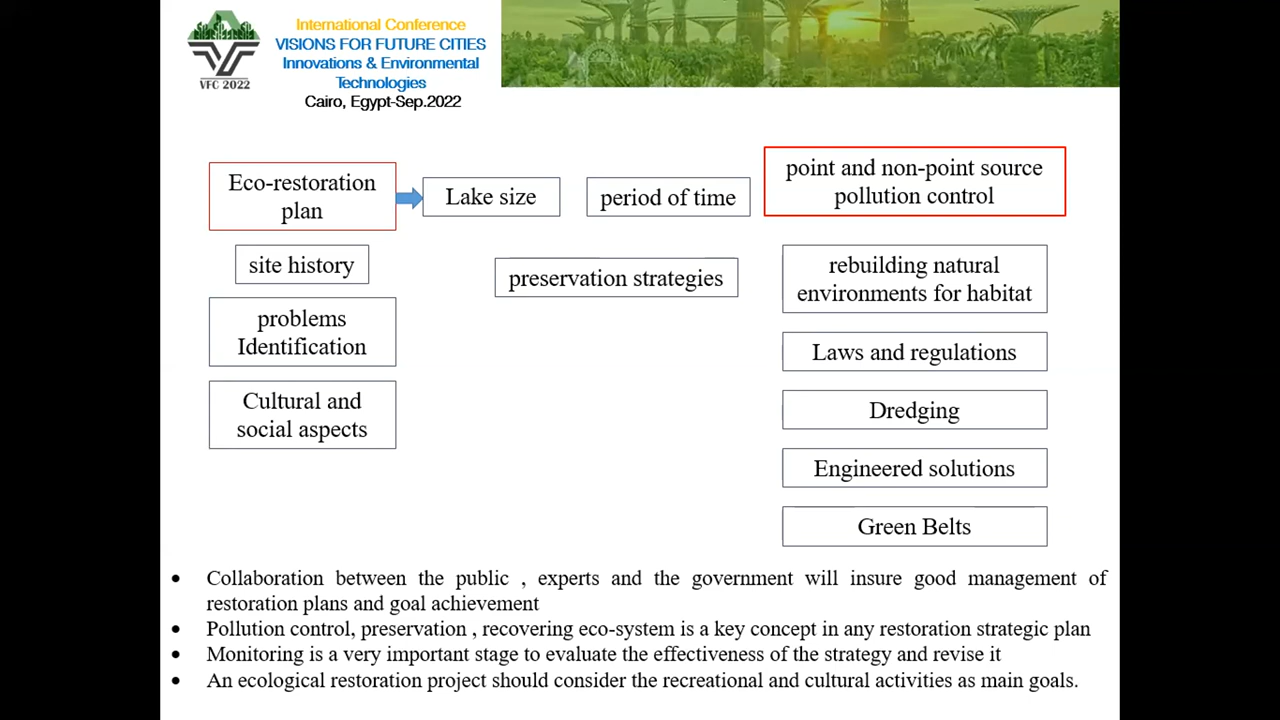 International Conference
VISIONS FOR FUTURE CITIES
Innovations & Environmental
Technologies
Cairo, Egypt-Sep.2022
VFC 2022
Eco-restoration
plan
Lake size
period of time
point and non-point source
pollution control
site history
preservation strategies
rebuilding natural
environments for habitat
problems
Identification
Laws and regulations
Cultural and
social aspects
Dredging
Engineered solutions
Green Belts
• Collaboration between the public , experts and the government will insure good management of
restoration plans and goal achievement
• Pollution control, preservation , recovering eco-system is a key concept in any restoration strategic plan
• Monitoring is a very important stage to evaluate the effectiveness of the strategy and revise it
• An ecological restoration project should consider the recreational and cultural activities as main goals.